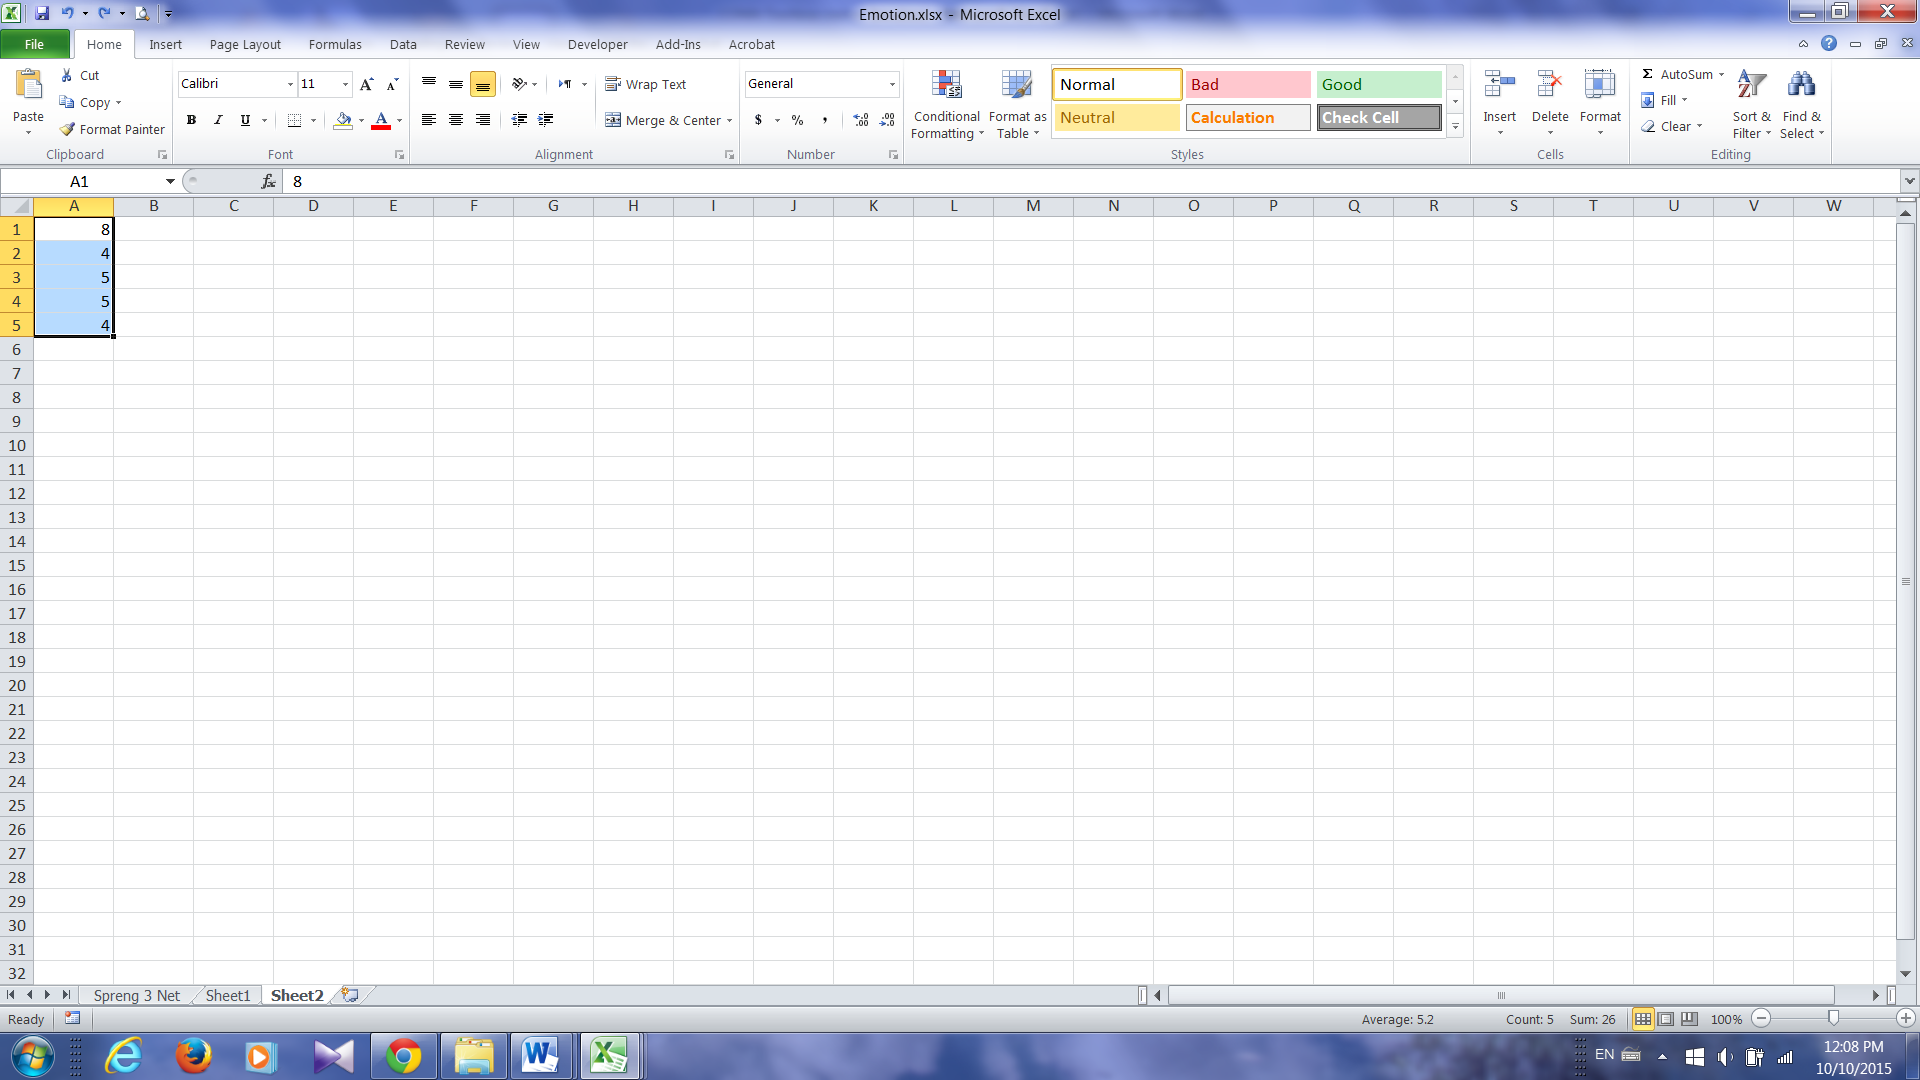 Emotion.xlsx - Microsoft Excel
File Home Insert Page Layout Formulas Data Review View Developer Add-Ins Acrobat
Paste
Cut
Copy
Format Painter
Clipboard
Calibri 11
B I U A
Font
Wrap Text
Merge & Center
Alignment
General
$ % ,
Number
Conditional Formatting
Format as Table
Normal Bad Good
Neutral Calculation Check Cell
Styles
Insert Delete Format
Cells
Σ AutoSum
Fill
Clear
Sort & Filter
Find & Select
Editing
A1 fx 8
A B C D E F G H I J K L M N O P Q R S T U V W
1 8
2 4
3 5
4 5
5 4
6
7
8
9
10
11
12
13
14
15
16
17
18
19
20
21
22
23
24
25
26
27
28
29
30
31
32
Spreng 3 Net Sheet1 Sheet2
Ready Average: 5.2 Count: 5 Sum: 26 100%
EN 12:08 PM
10/10/2015